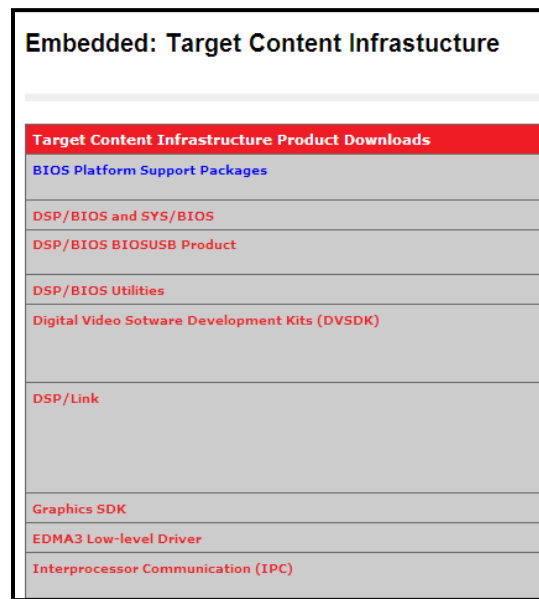 Embedded: Target Content Infrastucture
Target Content Infrastructure Product Downloads
BIOS Platform Support Packages
DSP/BIOS and SYS/BIOS
DSP/BIOS BIOSUSB Product
DSP/BIOS Utilities
Digital Video Sotware Development Kits (DVSDK)
DSP/Link
Graphics SDK
EDMA3 Low-level Driver
Interprocessor Communication (IPC)